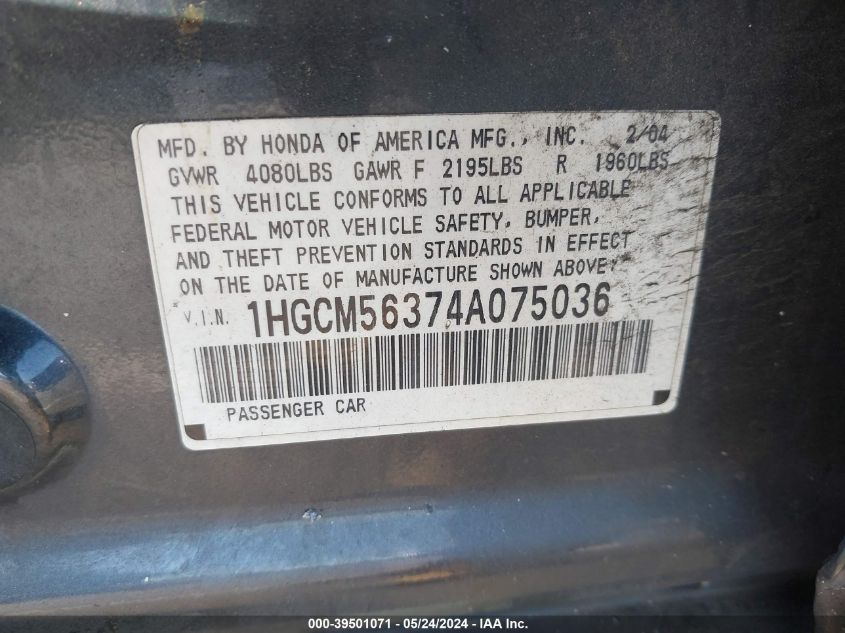 MFD. BY HONDA OF AMERICA MFG., INC. 2/04
GVWR 4080LBS GAWR F 2195LBS R 1960LBS
THIS VEHICLE CONFORMS TO ALL APPLICABLE
FEDERAL MOTOR VEHICLE SAFETY, BUMPER,
AND THEFT PREVENTION STANDARDS IN EFFECT
ON THE DATE OF MANUFACTURE SHOWN ABOVE.
V.I.N. 1HGCM56374A075036
PASSENGER CAR
000-39501071 - 05/24/2024 - IAA Inc.